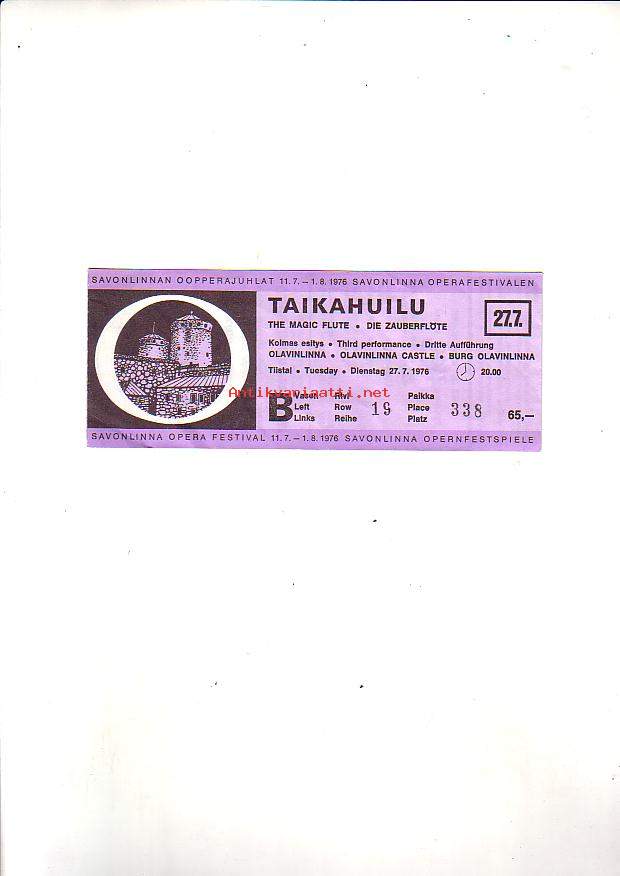 SAVONLINNAN OOPPERAJUHLAT 11.7. – 1.8.1976 SAVONLINNA OPERAFESTIVALEN
TAIKAHUILU
27.7.
THE MAGIC FLUTE • DIE ZAUBERFLÖTE
Kolmas esitys • Third performance • Dritte Aufführung
OLAVINLINNA • OLAVINLINNA CASTLE • BURG OLAVINLINNA
Tiistai • Tuesday • Dienstag 27.7.1976 20.00
Antikvariaatti.net
B
Vasen Rivi Paikka
Left Row 19 Place 338 65,–
Links Reihe Platz
SAVONLINNA OPERA FESTIVAL 11.7. – 1.8.1976 SAVONLINNA OPERNFESTSPIELE